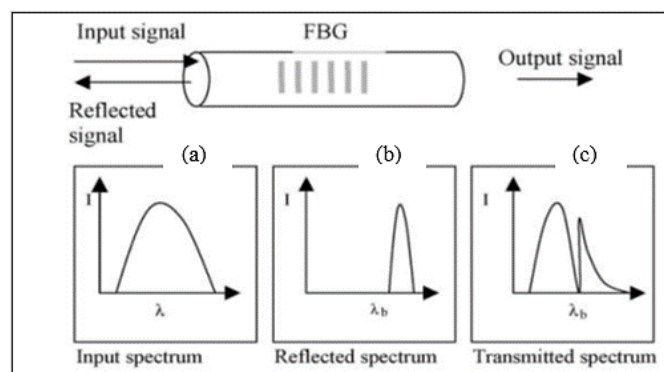 Input signal
FBG
Output signal
Reflected
signal
(a)
(b)
(c)
I
λ
I
λb
I
λb
Input spectrum
Reflected spectrum
Transmitted spectrum